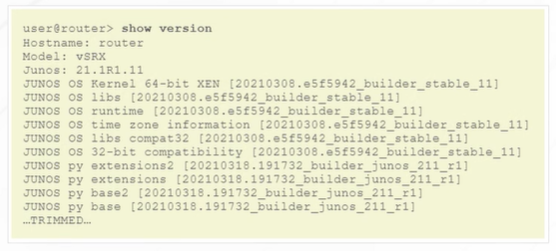 user@router> show version
Hostname: router
Model: vSRX
Junos: 21.1R1.11
JUNOS OS Kernel 64-bit XEN [20210308.e5f5942_builder_stable_11]
JUNOS OS libs [20210308.e5f5942_builder_stable_11]
JUNOS OS runtime [20210308.e5f5942_builder_stable_11]
JUNOS OS time zone information [20210308.e5f5942_builder_stable_11]
JUNOS OS libs compat32 [20210308.e5f5942_builder_stable_11]
JUNOS OS 32-bit compatibility [20210308.e5f5942_builder_stable_11]
JUNOS py extensions2 [20210318.191732_builder_junos_211_r1]
JUNOS py extensions [20210318.191732_builder_junos_211_r1]
JUNOS py base2 [20210318.191732_builder_junos_211_r1]
JUNOS py base [20210318.191732_builder_junos_211_r1]
…TRIMMED…